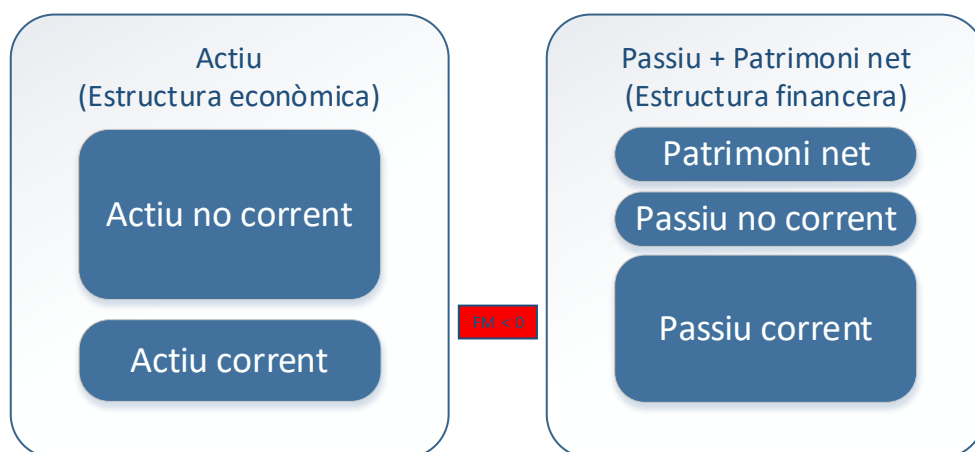 Actiu
(Estructura econòmica)
Actiu no corrent
Actiu corrent
FM < 0
Passiu + Patrimoni net
(Estructura financera)
Patrimoni net
Passiu no corrent
Passiu corrent